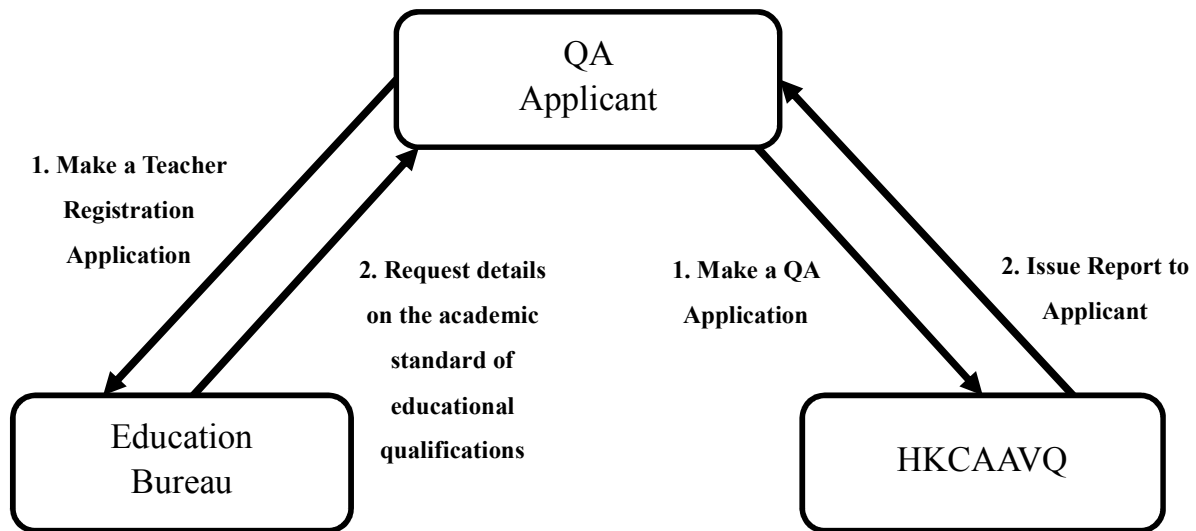 QA
Applicant
1. Make a Teacher
Registration
Application
2. Request details
on the academic
standard of
educational
qualifications
1. Make a QA
Application
2. Issue Report to
Applicant
Education
Bureau
HKCAAVQ